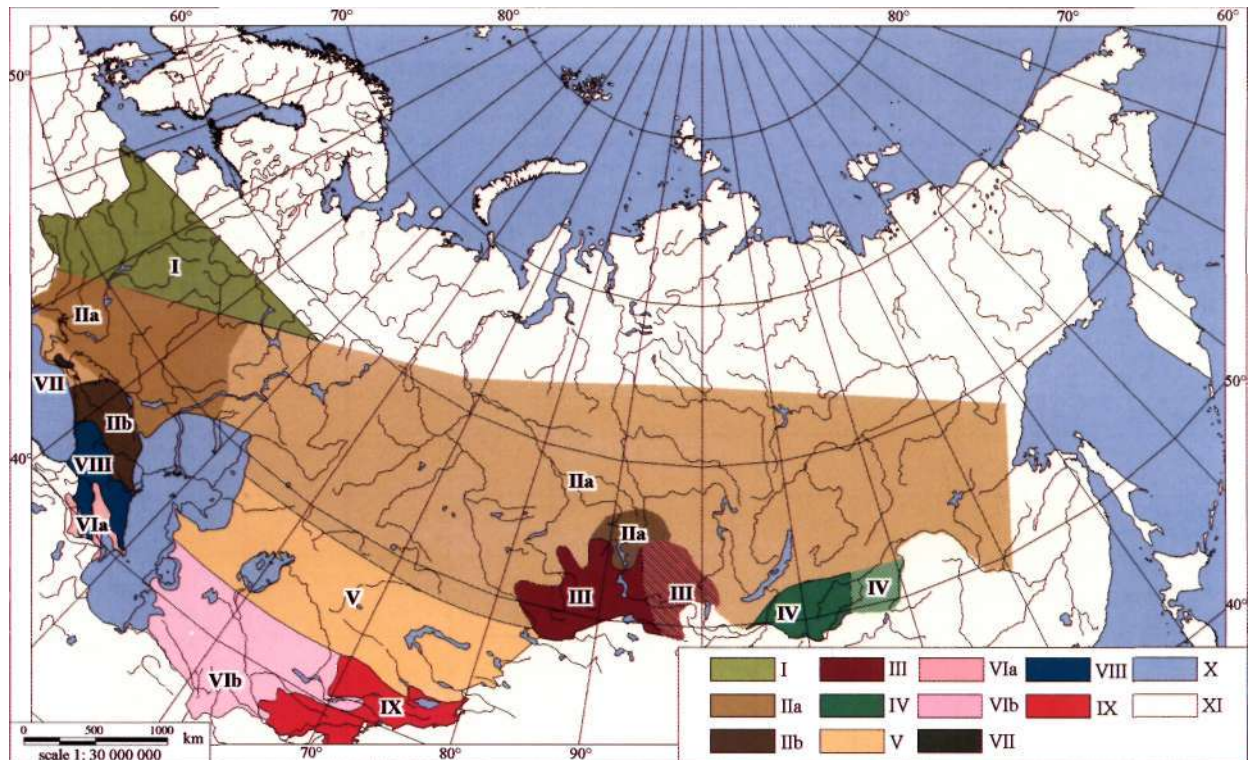 60° 70° 80° 80° 70° 60°
50°
50°
I
IIa
VII
IIb
40°
VIII
IIa
VIa
IIa
V
III
III
IV
IV
40°
VIb
IX
I III VIa VIII X
IIa IV VIb IX XI
IIb V VII
0 500 1000
km
scale 1: 30 000 000
70° 80° 90°